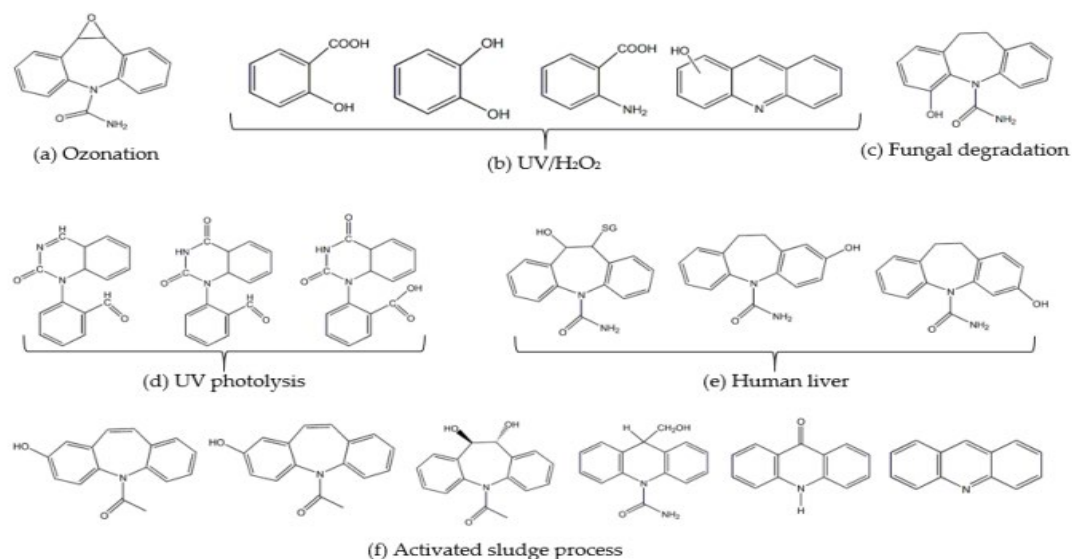 O
N
O
NH₂
(a) Ozonation
COOH
OH
OH
OH
COOH
NH₂
HO
N
(b) UV/H₂O₂
OH
N
O
NH₂
(c) Fungal degradation
H
N
C
O
C
N
H
C
O
O
C
HN
C
O
N
H
C
O
O
C
HN
C
O
N
OH
C
O
(d) UV photolysis
HO
SG
N
O
NH₂
OH
N
O
NH₂
N
OH
O
NH₂
(e) Human liver
HO
N
O
HO
N
O
HO
OH
N
O
H
CH₂OH
N
O
NH₂
O
N
H
N
(f) Activated sludge process